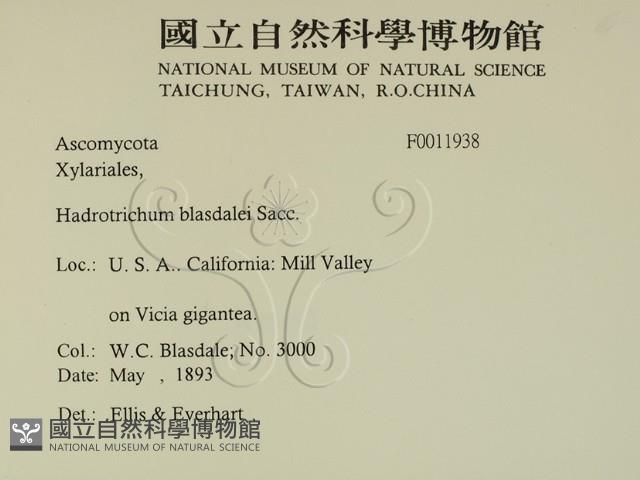 國立自然科學博物館
NATIONAL MUSEUM OF NATURAL SCIENCE
TAICHUNG, TAIWAN, R.O.CHINA
Ascomycota F0011938
Xylariales,
Hadrotrichum blasdalei Sacc.
Loc.: U. S. A.. California: Mill Valley
on Vicia gigantea.
Col.: W.C. Blasdale; No. 3000
Date: May , 1893
Det.: Ellis & Everhart
國立自然科學博物館
NATIONAL MUSEUM OF NATURAL SCIENCE